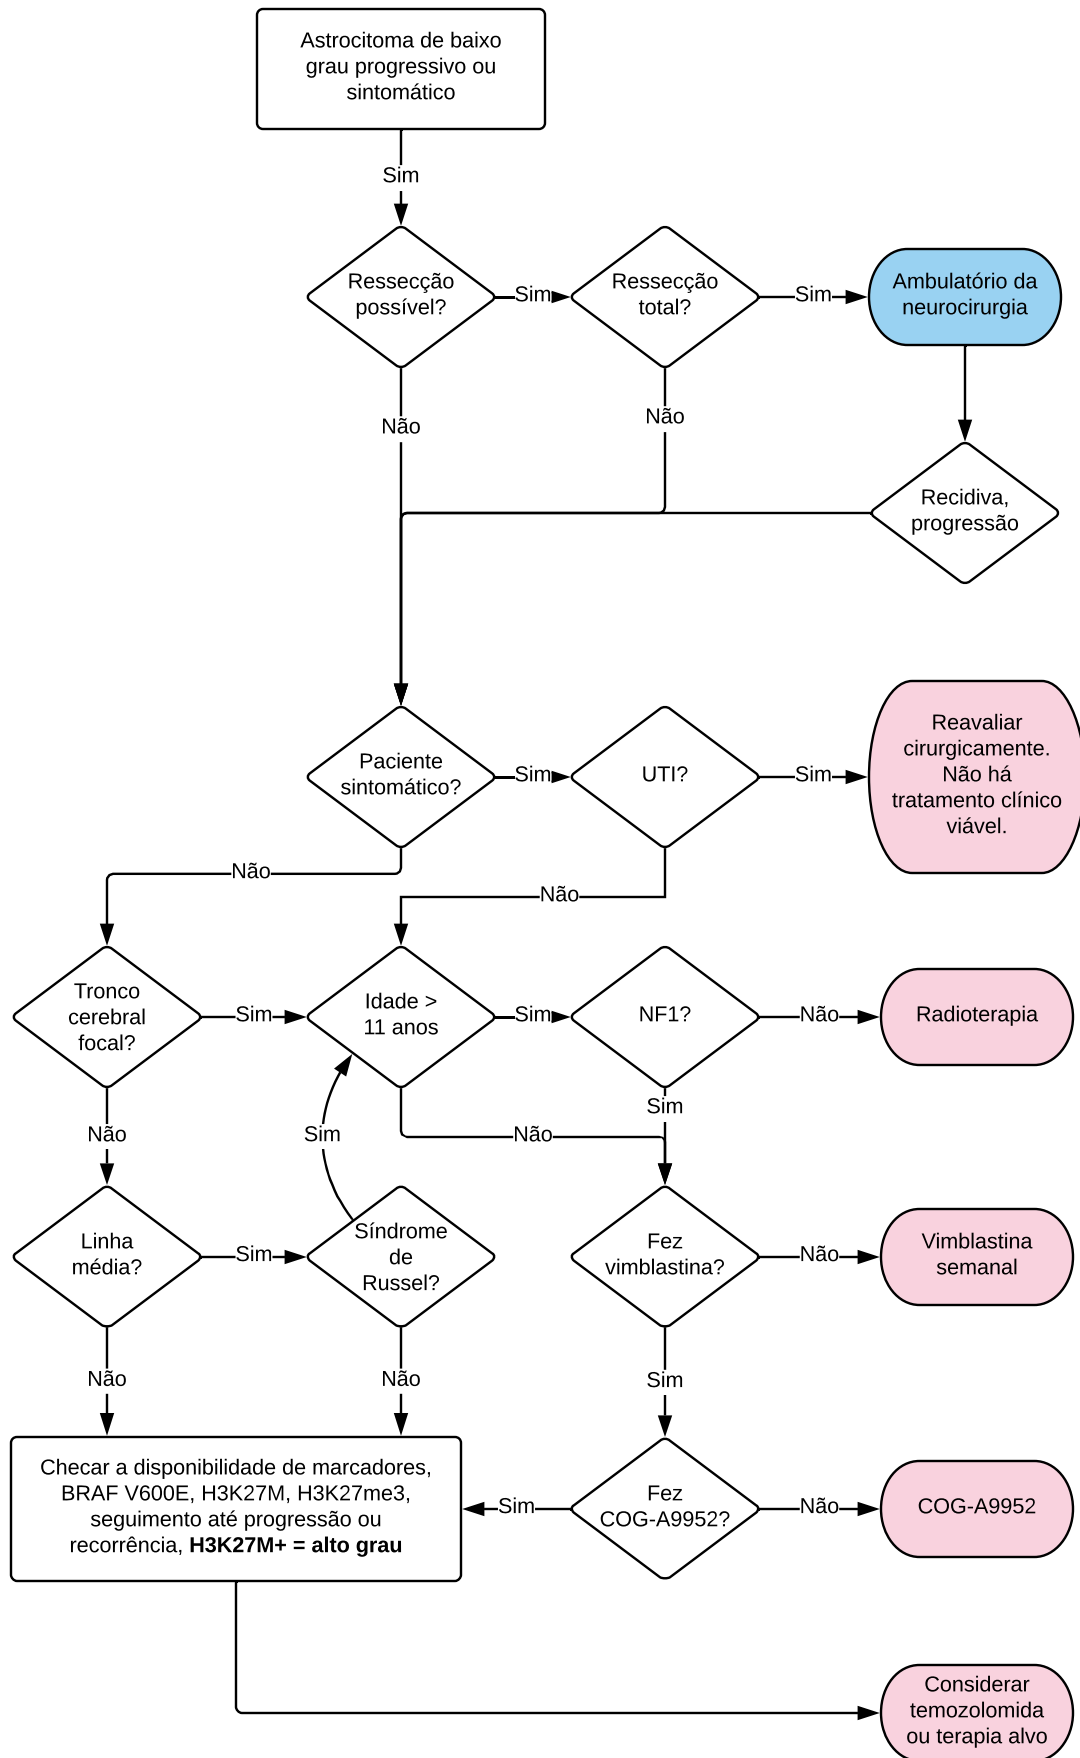 Astrocitoma de baixo
grau progressivo ou
sintomático
Sim
Ressecção
possível?
Sim
Ressecção
total?
Sim
Ambulatório da
neurocirurgia
Não
Não
Recidiva,
progressão
Paciente
sintomático?
Sim
UTI?
Sim
Reavaliar
cirurgicamente.
Não há
tratamento clínico
viável.
Não
Não
Tronco
cerebral
focal?
Sim
Idade >
11 anos
Sim
NF1?
Não
Radioterapia
Não
Sim
Não
Sim
Linha
média?
Sim
Síndrome
de
Russel?
Fez
vimblastina?
Não
Vimblastina
semanal
Não
Não
Sim
Checar a disponibilidade de marcadores,
BRAF V600E, H3K27M, H3K27me3,
seguimento até progressão ou
recorrência, H3K27M+ = alto grau
Sim
Fez
COG-A9952?
Não
COG-A9952
Considerar
temozolomida
ou terapia alvo